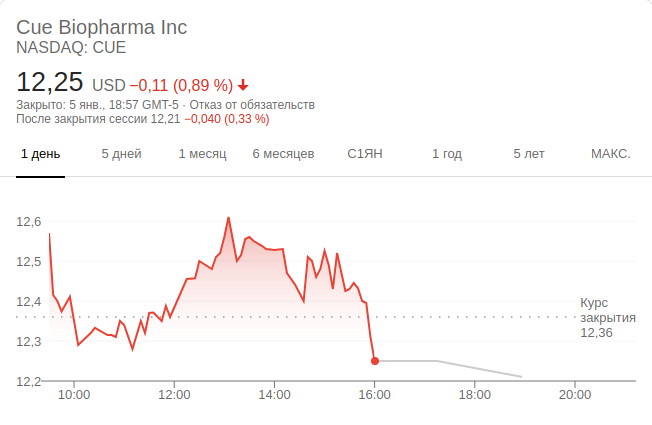 Cue Biopharma Inc
NASDAQ: CUE
12,25 USD −0,11 (0,89 %)
Закрыто: 5 янв., 18:57 GMT-5 · Отказ от обязательств
После закрытия сессии 12,21 −0,040 (0,33 %)
1 день 5 дней 1 месяц 6 месяцев С1ЯН 1 год 5 лет МАКС.
12,6
12,5
12,4
Курс
закрытия
12,36
12,3
12,2
10:00 12:00 14:00 16:00 18:00 20:00